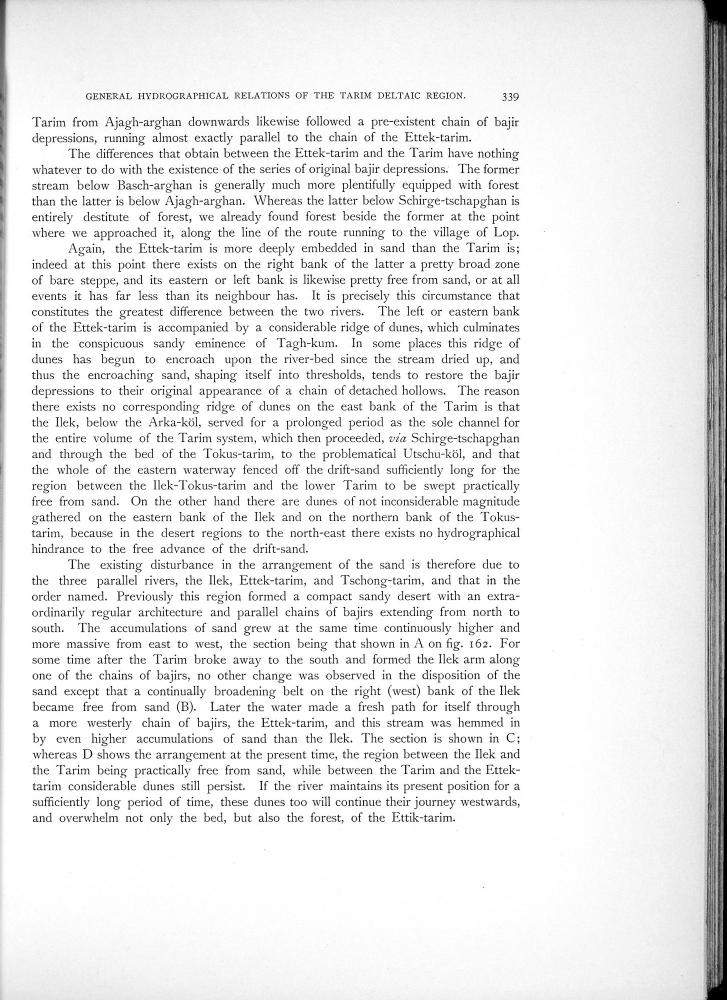 GENERAL HYDROGRAPHICAL RELATIONS OF THE TARIM DELTAIC REGION. 339
Tarim from Ajagh-arghan downwards likewise followed a pre-existent chain of bajir
depressions, running almost exactly parallel to the chain of the Ettek-tarim.
The differences that obtain between the Ettek-tarim and the Tarim have nothing
whatever to do with the existence of the series of original bajir depressions. The former
stream below Basch-arghan is generally much more plentifully equipped with forest
than the latter is below Ajagh-arghan. Whereas the latter below Schirge-tschapghan is
entirely destitute of forest, we already found forest beside the former at the point
where we approached it, along the line of the route running to the village of Lop.
Again, the Ettek-tarim is more deeply embedded in sand than the Tarim is;
indeed at this point there exists on the right bank of the latter a pretty broad zone
of bare steppe, and its eastern or left bank is likewise pretty free from sand, or at all
events it has far less than its neighbour has. It is precisely this circumstance that
constitutes the greatest difference between the two rivers. The left or eastern bank
of the Ettek-tarim is accompanied by a considerable ridge of dunes, which culminates
in the conspicuous sandy eminence of Tagh-kum. In some places this ridge of
dunes has begun to encroach upon the river-bed since the stream dried up, and
thus the encroaching sand, shaping itself into thresholds, tends to restore the bajir
depressions to their original appearance of a chain of detached hollows. The reason
there exists no corresponding ridge of dunes on the east bank of the Tarim is that
the Ilek, below the Arka-köl, served for a prolonged period as the sole channel for
the entire volume of the Tarim system, which then proceeded, via Schirge-tschapghan
and through the bed of the Tokus-tarim, to the problematical Utschu-köl, and that
the whole of the eastern waterway fenced off the drift-sand sufficiently long for the
region between the Ilek-Tokus-tarim and the lower Tarim to be swept practically
free from sand. On the other hand there are dunes of not inconsiderable magnitude
gathered on the eastern bank of the Ilek and on the northern bank of the Tokus-
tarim, because in the desert regions to the north-east there exists no hydrographical
hindrance to the free advance of the drift-sand.
The existing disturbance in the arrangement of the sand is therefore due to
the three parallel rivers, the Ilek, Ettek-tarim, and Tschong-tarim, and that in the
order named. Previously this region formed a compact sandy desert with an extra-
ordinarily regular architecture and parallel chains of bajirs extending from north to
south. The accumulations of sand grew at the same time continuously higher and
more massive from east to west, the section being that shown in A on fig. 162. For
some time after the Tarim broke away to the south and formed the Ilek arm along
one of the chains of bajirs, no other change was observed in the disposition of the
sand except that a continually broadening belt on the right (west) bank of the Ilek
became free from sand (B). Later the water made a fresh path for itself through
a more westerly chain of bajirs, the Ettek-tarim, and this stream was hemmed in
by even higher accumulations of sand than the Ilek. The section is shown in C;
whereas D shows the arrangement at the present time, the region between the Ilek and
the Tarim being practically free from sand, while between the Tarim and the Ettek-
tarim considerable dunes still persist. If the river maintains its present position for a
sufficiently long period of time, these dunes too will continue their journey westwards,
and overwhelm not only the bed, but also the forest, of the Ettik-tarim.